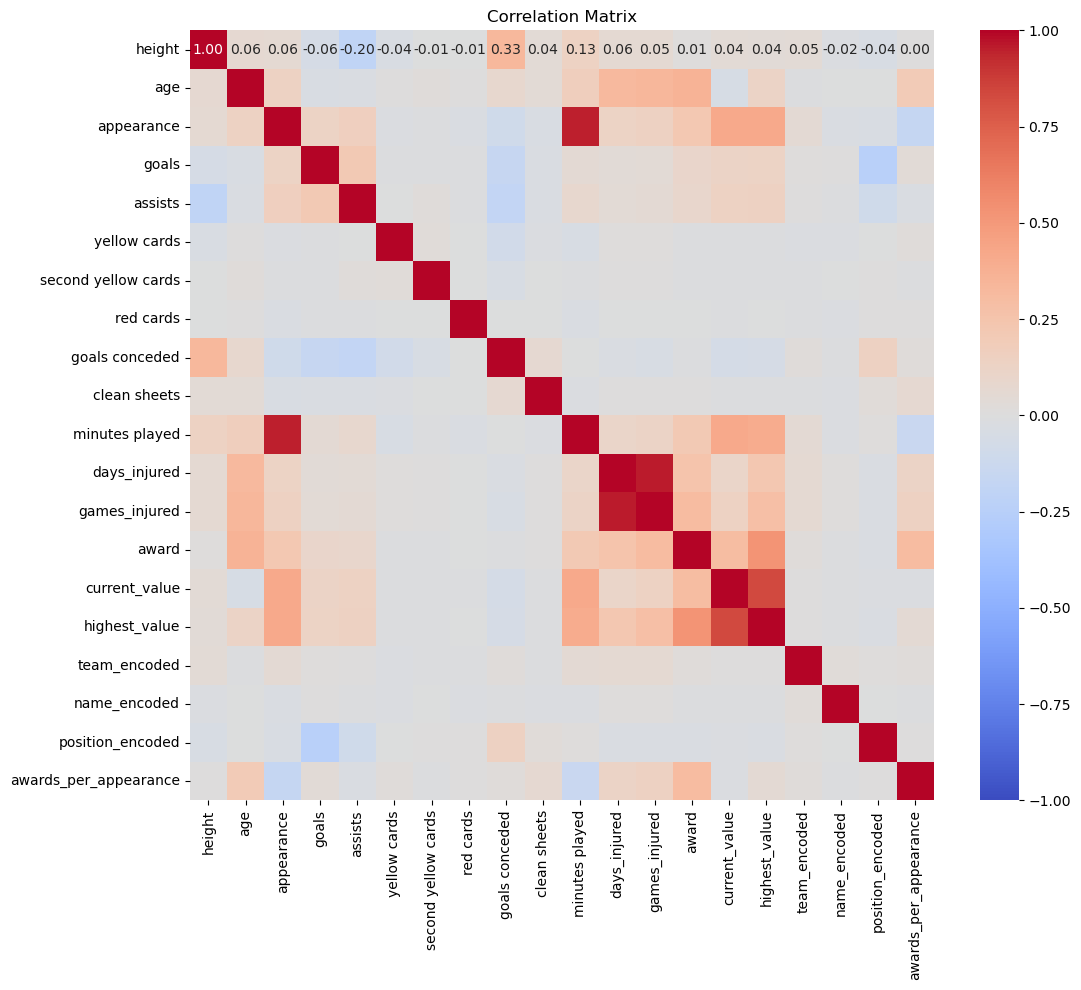 Correlation Matrix
height 1.00 0.06 0.06 -0.06 -0.20 -0.04 -0.01 -0.01 0.33 0.04 0.13 0.06 0.05 0.01 0.04 0.04 0.05 -0.02 -0.04 0.00
age
appearance
goals
assists
yellow cards
second yellow cards
red cards
goals conceded
clean sheets
minutes played
days_injured
games_injured
award
current_value
highest_value
team_encoded
name_encoded
position_encoded
awards_per_appearance
height
age
appearance
goals
assists
yellow cards
second yellow cards
red cards
goals conceded
clean sheets
minutes played
days_injured
games_injured
award
current_value
highest_value
team_encoded
name_encoded
position_encoded
awards_per_appearance
1.00
0.75
0.50
0.25
0.00
−0.25
−0.50
−0.75
−1.00